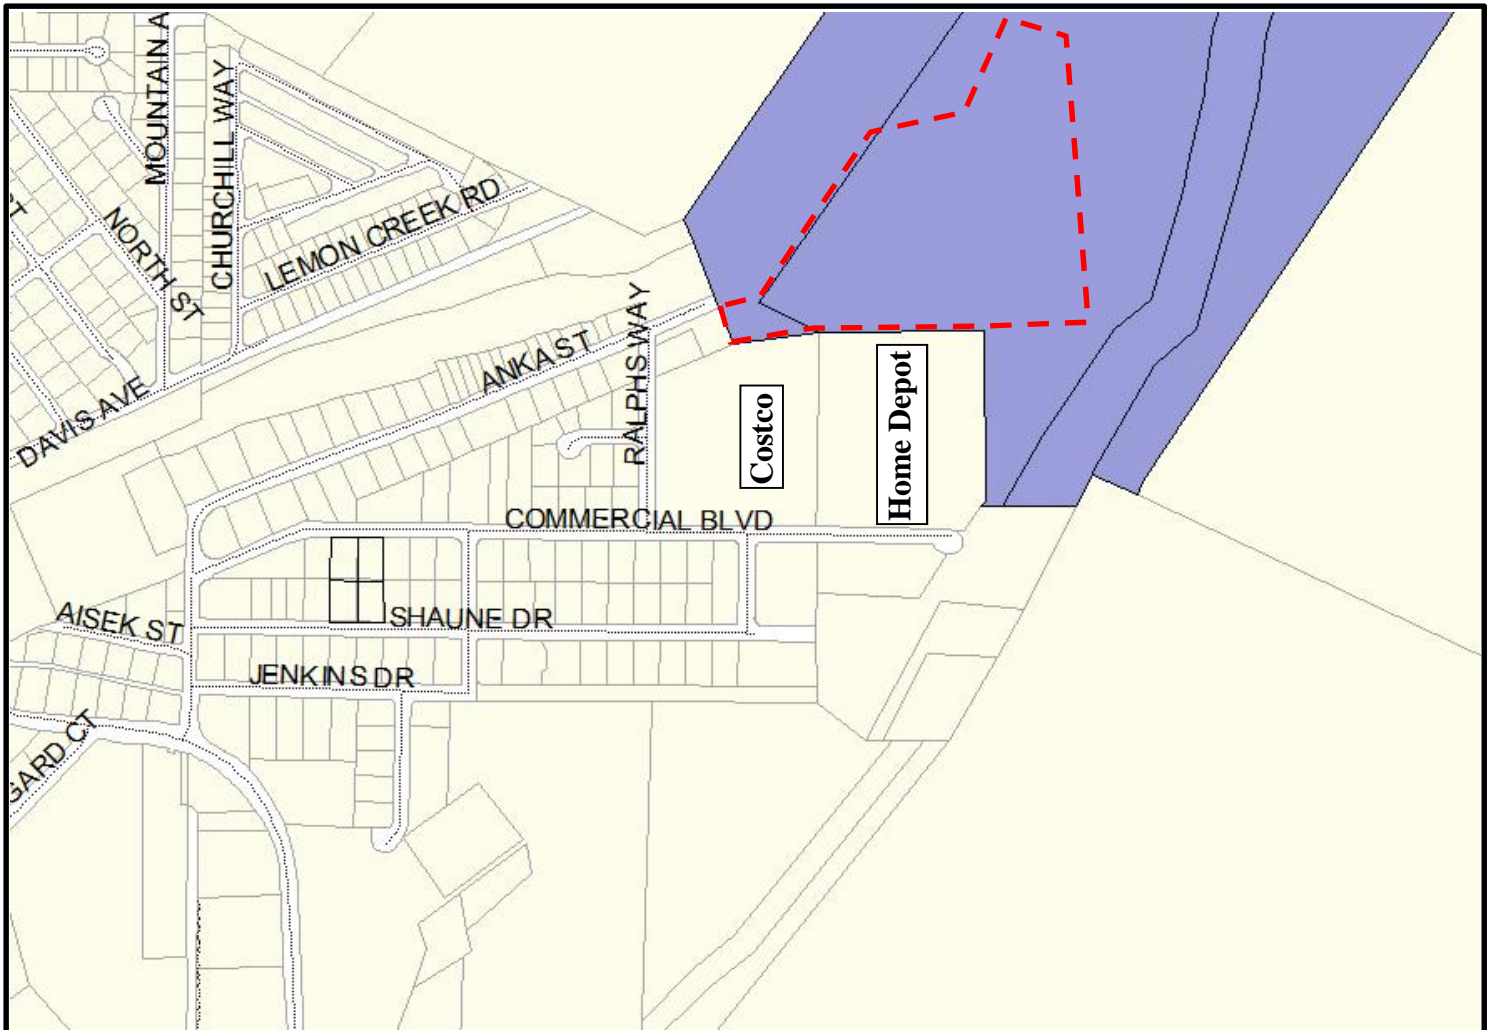 MOUNTAIN A
CHURCHILL WAY
NORTH ST
LEMON CREEK RD
DAVIS AVE
ANKA ST
RALPHS WAY
Costco
Home Depot
COMMERCIAL BLVD
SHAUNE DR
AISEK ST
JENKINS DR
GARD CT